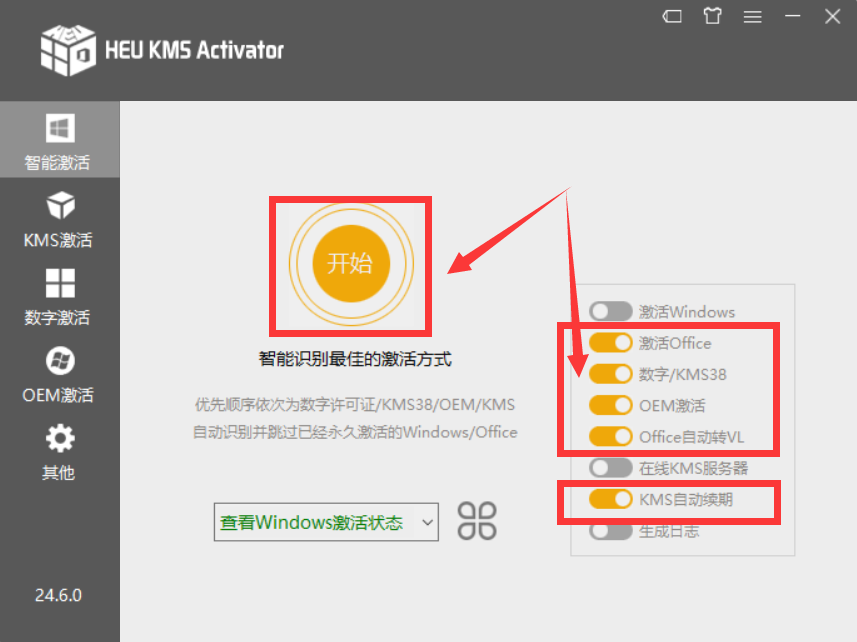 HEU KMS Activator
智能激活
KMS激活
数字激活
OEM激活
其他
24.6.0
开始
智能识别最佳的激活方式
优先顺序依次为数字许可证/KMS38/OEM/KMS
自动识别并跳过已经永久激活的Windows/Office
查看Windows激活状态
激活Windows
激活Office
数字/KMS38
OEM激活
Office自动转VL
在线KMS服务器
KMS自动续期
生成日志